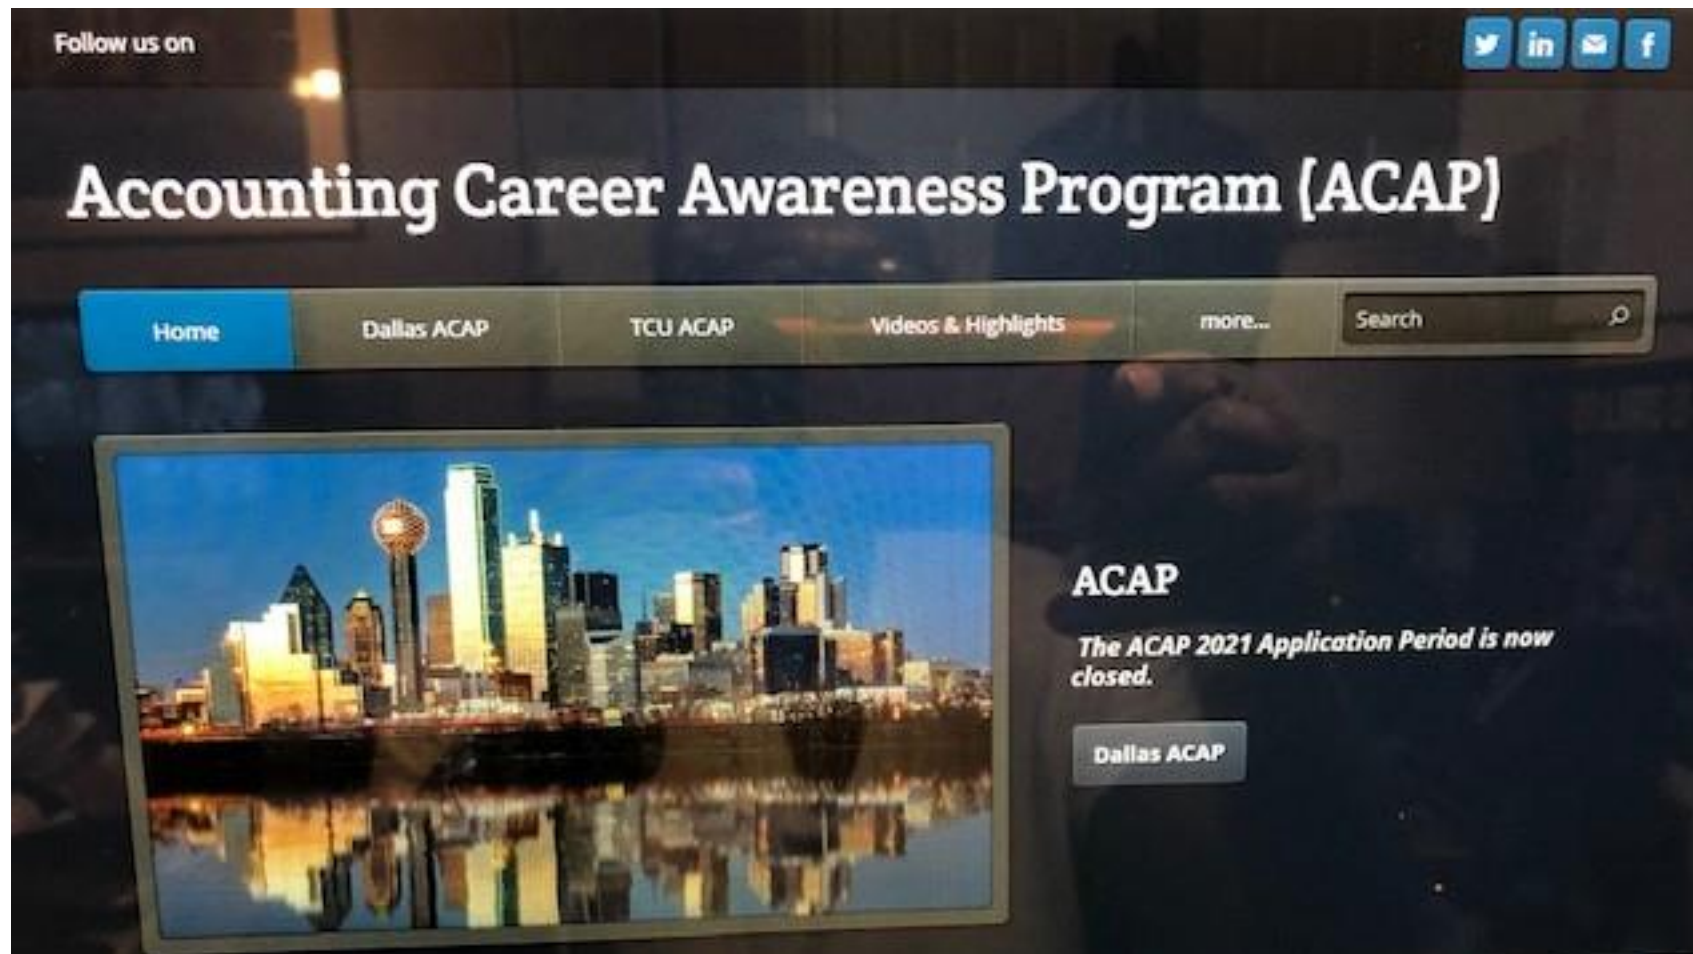 Follow us on
in
f
Accounting Career Awareness Program (ACAP)
Home
Dallas ACAP
TCU ACAP
Videos & Highlights
more...
Search
ACAP
The ACAP 2021 Application Period is now
closed.
Dallas ACAP